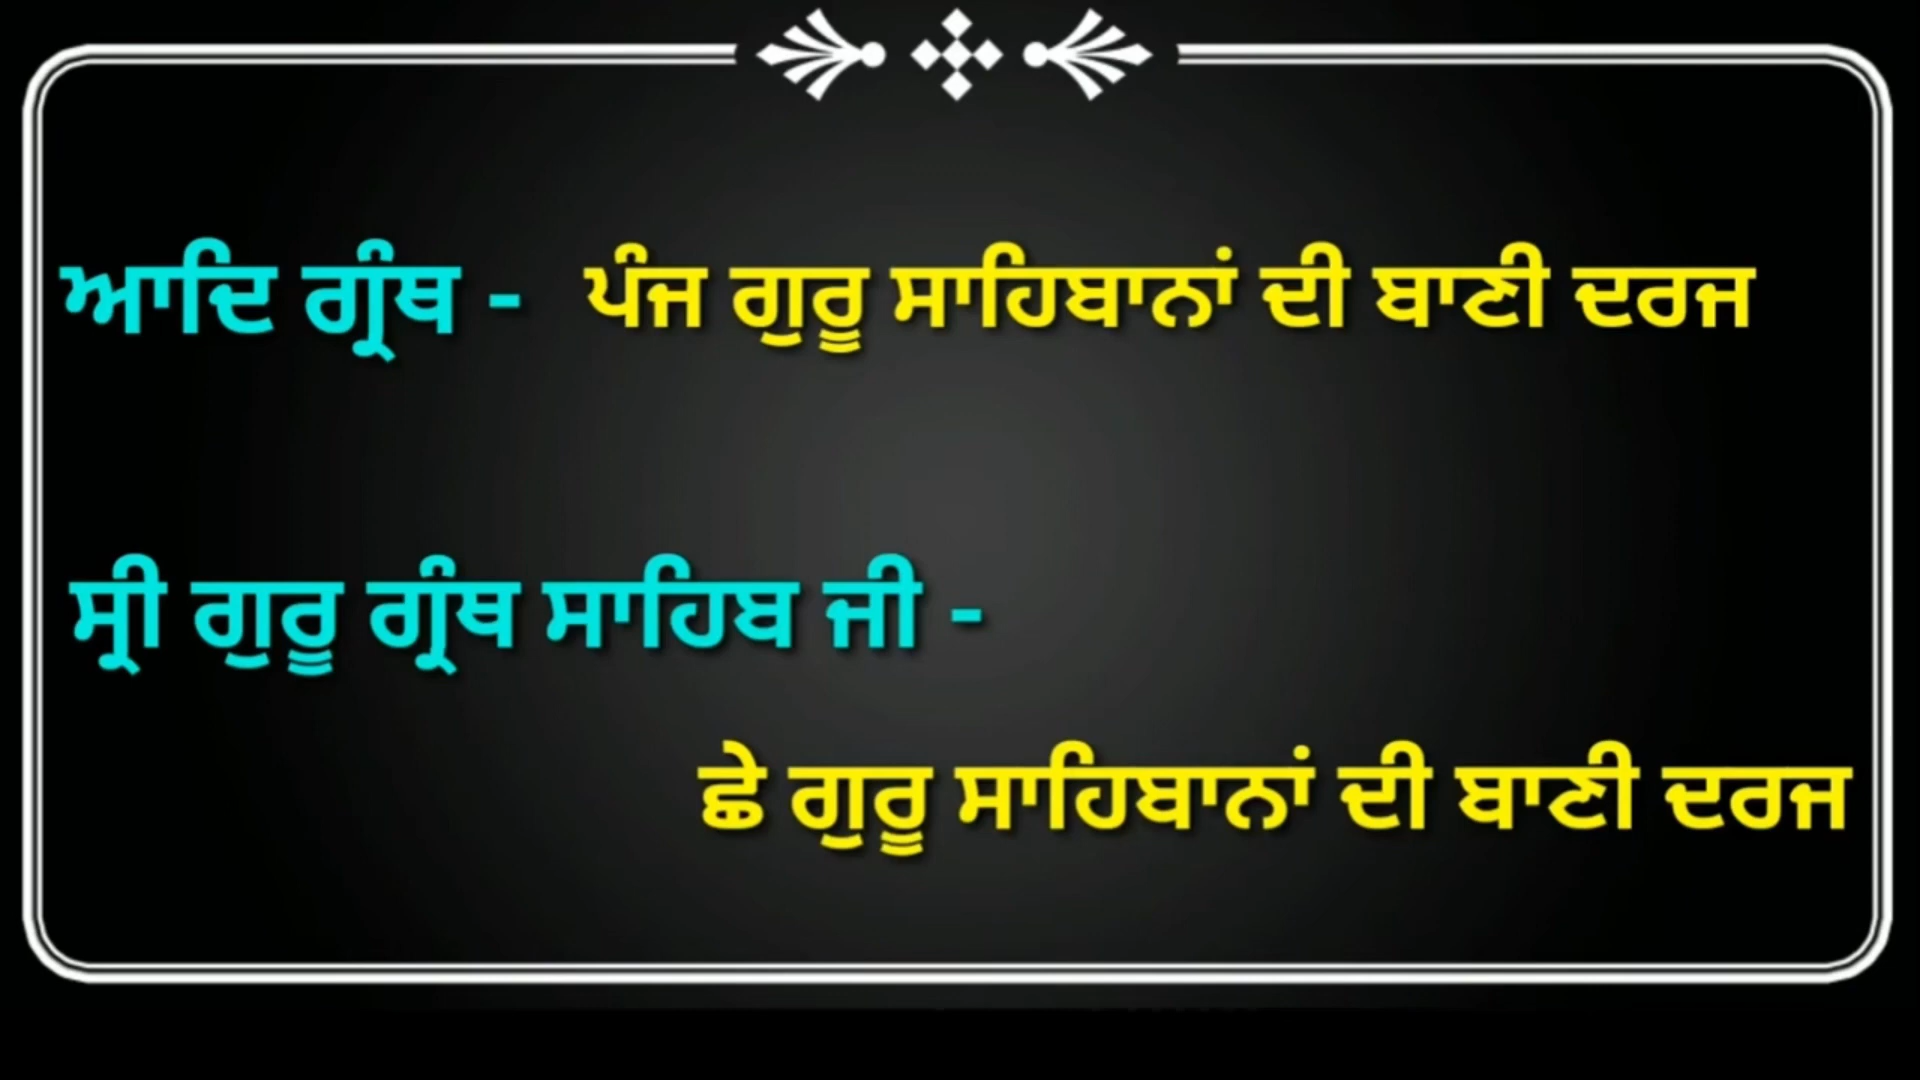 ਆਦਿ ਗ੍ਰੰਥ - ਪੰਜ ਗੁਰੂ ਸਾਹਿਬਾਨਾਂ ਦੀ ਬਾਣੀ ਦਰਜ
ਸ੍ਰੀ ਗੁਰੂ ਗ੍ਰੰਥ ਸਾਹਿਬ ਜੀ -
ਛੇ ਗੁਰੂ ਸਾਹਿਬਾਨਾਂ ਦੀ ਬਾਣੀ ਦਰਜ